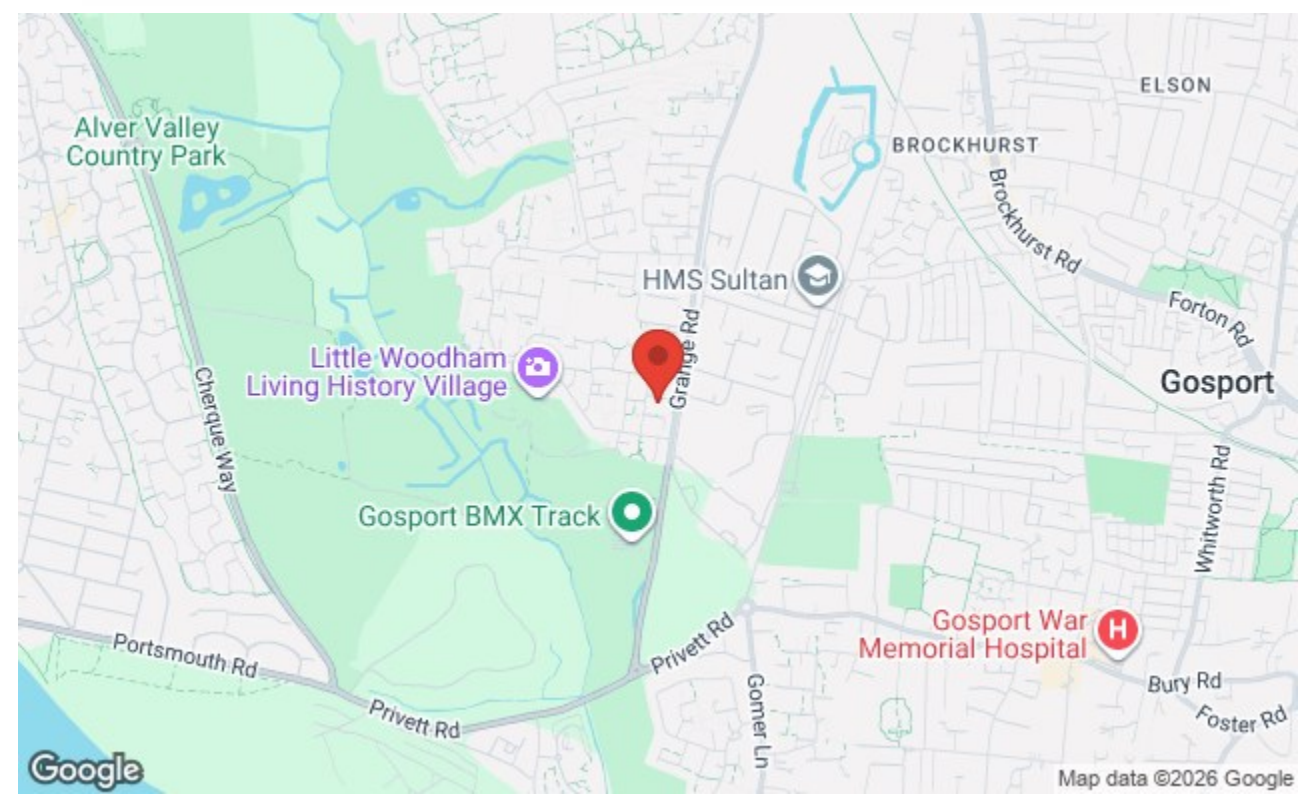 ELSON
Alver Valley
Country Park
BROCKHURST
Brockhurst Rd
HMS Sultan
Forton Rd
Grange Rd
Little Woodham
Living History Village
Gosport
Cherque Way
Whitworth Rd
Gosport BMX Track
Gosport War
Memorial Hospital
Privett Rd
Portsmouth Rd
Bury Rd
Gomer Ln
Foster Rd
Privett Rd
Google
Map data ©2026 Google
H